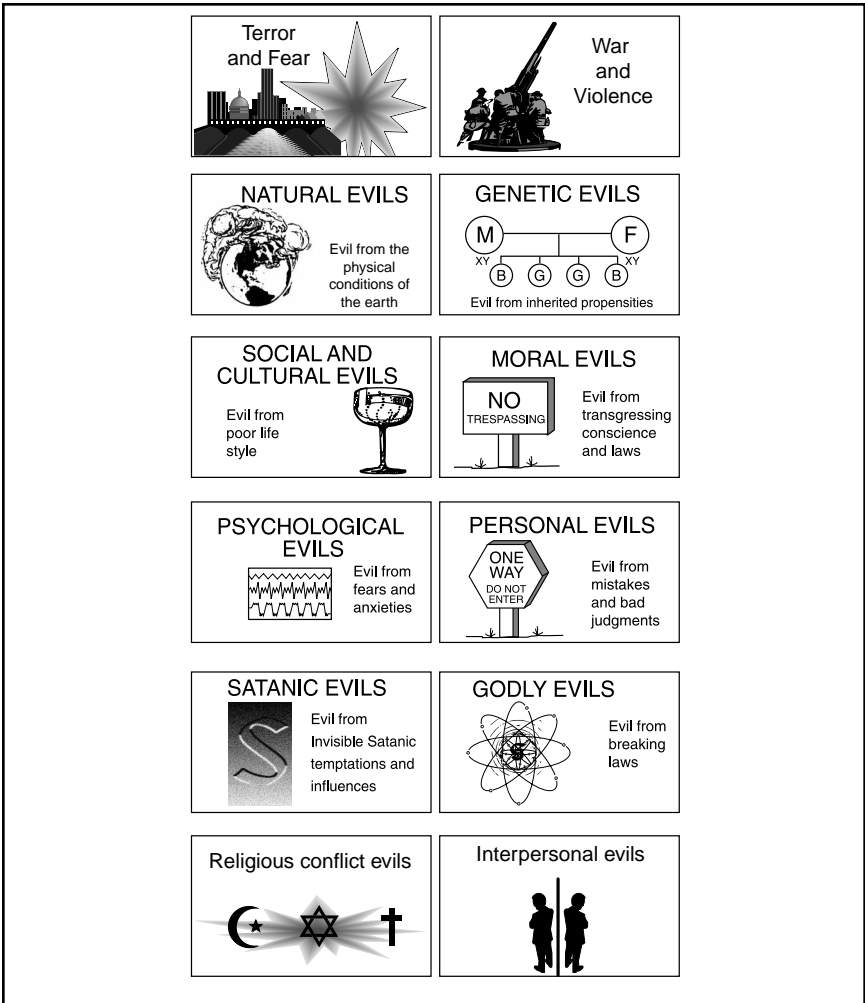 Terror
and Fear
War
and
Violence
NATURAL EVILS
Evil from the
physical
conditions of
the earth
GENETIC EVILS
M
F
XY
XY
B
G
G
B
Evil from inherited propensities
SOCIAL AND
CULTURAL EVILS
Evil from
poor life
style
MORAL EVILS
NO
TRESPASSING
Evil from
transgressing
conscience
and laws
PSYCHOLOGICAL
EVILS
Evil from
fears and
anxieties
PERSONAL EVILS
ONE
WAY
DO NOT
ENTER
Evil from
mistakes
and bad
judgments
SATANIC EVILS
S
Evil from
Invisible Satanic
temptations and
influences
GODLY EVILS
S
Evil from
breaking
laws
Religious conflict evils
Interpersonal evils